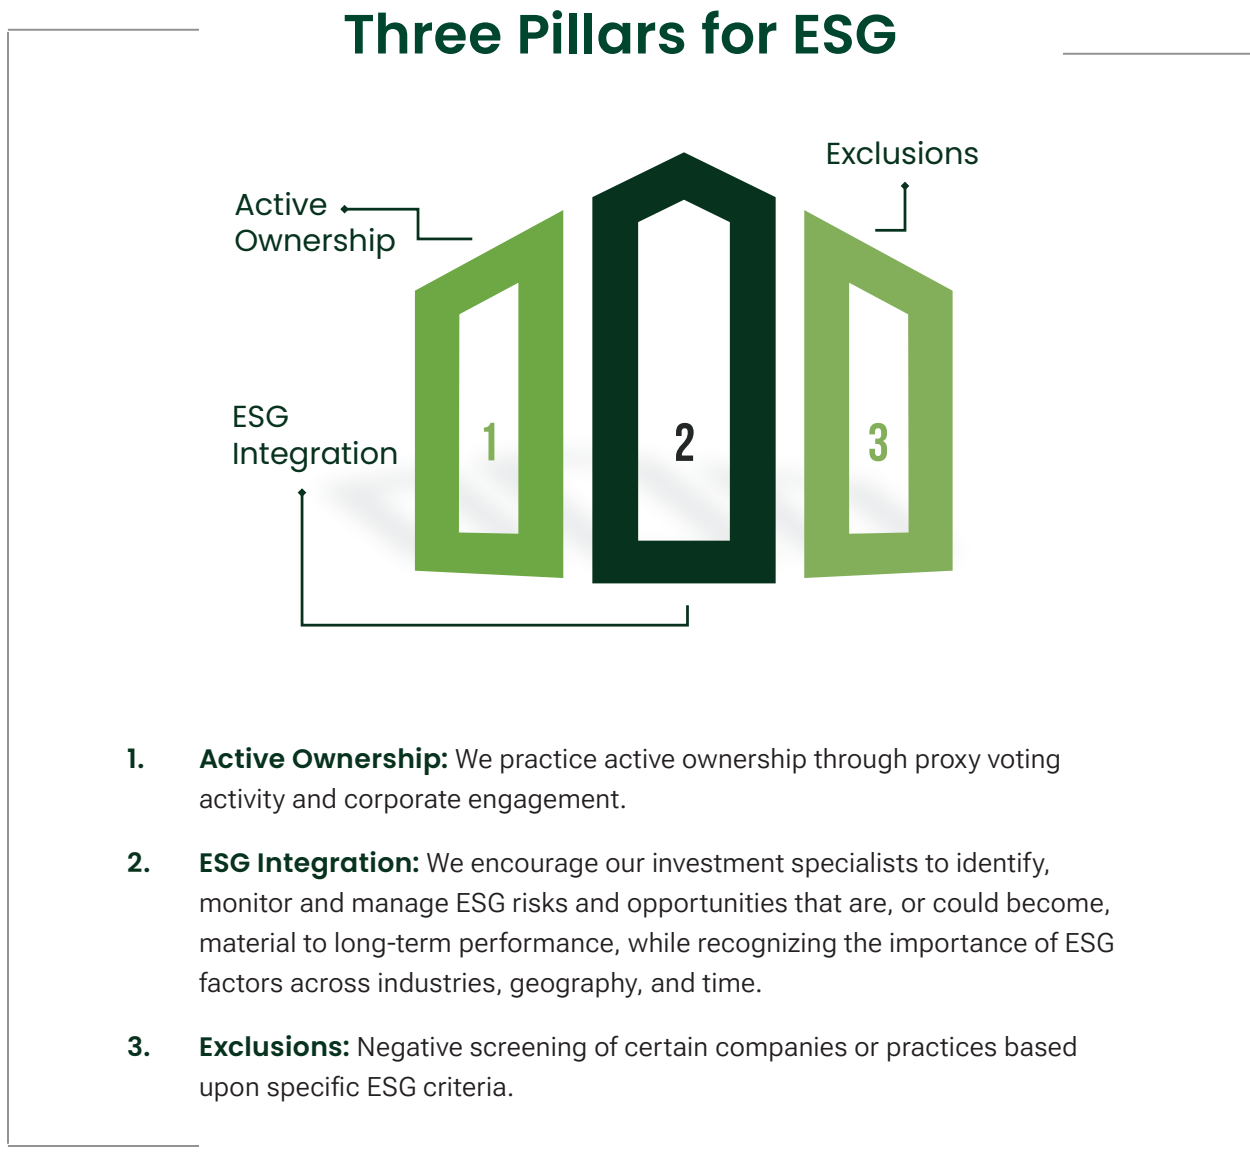 Three Pillars for ESG
Exclusions
Active
Ownership
ESG
Integration
1
2
3
1. Active Ownership: We practice active ownership through proxy voting
activity and corporate engagement.
2. ESG Integration: We encourage our investment specialists to identify,
monitor and manage ESG risks and opportunities that are, or could become,
material to long-term performance, while recognizing the importance of ESG
factors across industries, geography, and time.
3. Exclusions: Negative screening of certain companies or practices based
upon specific ESG criteria.